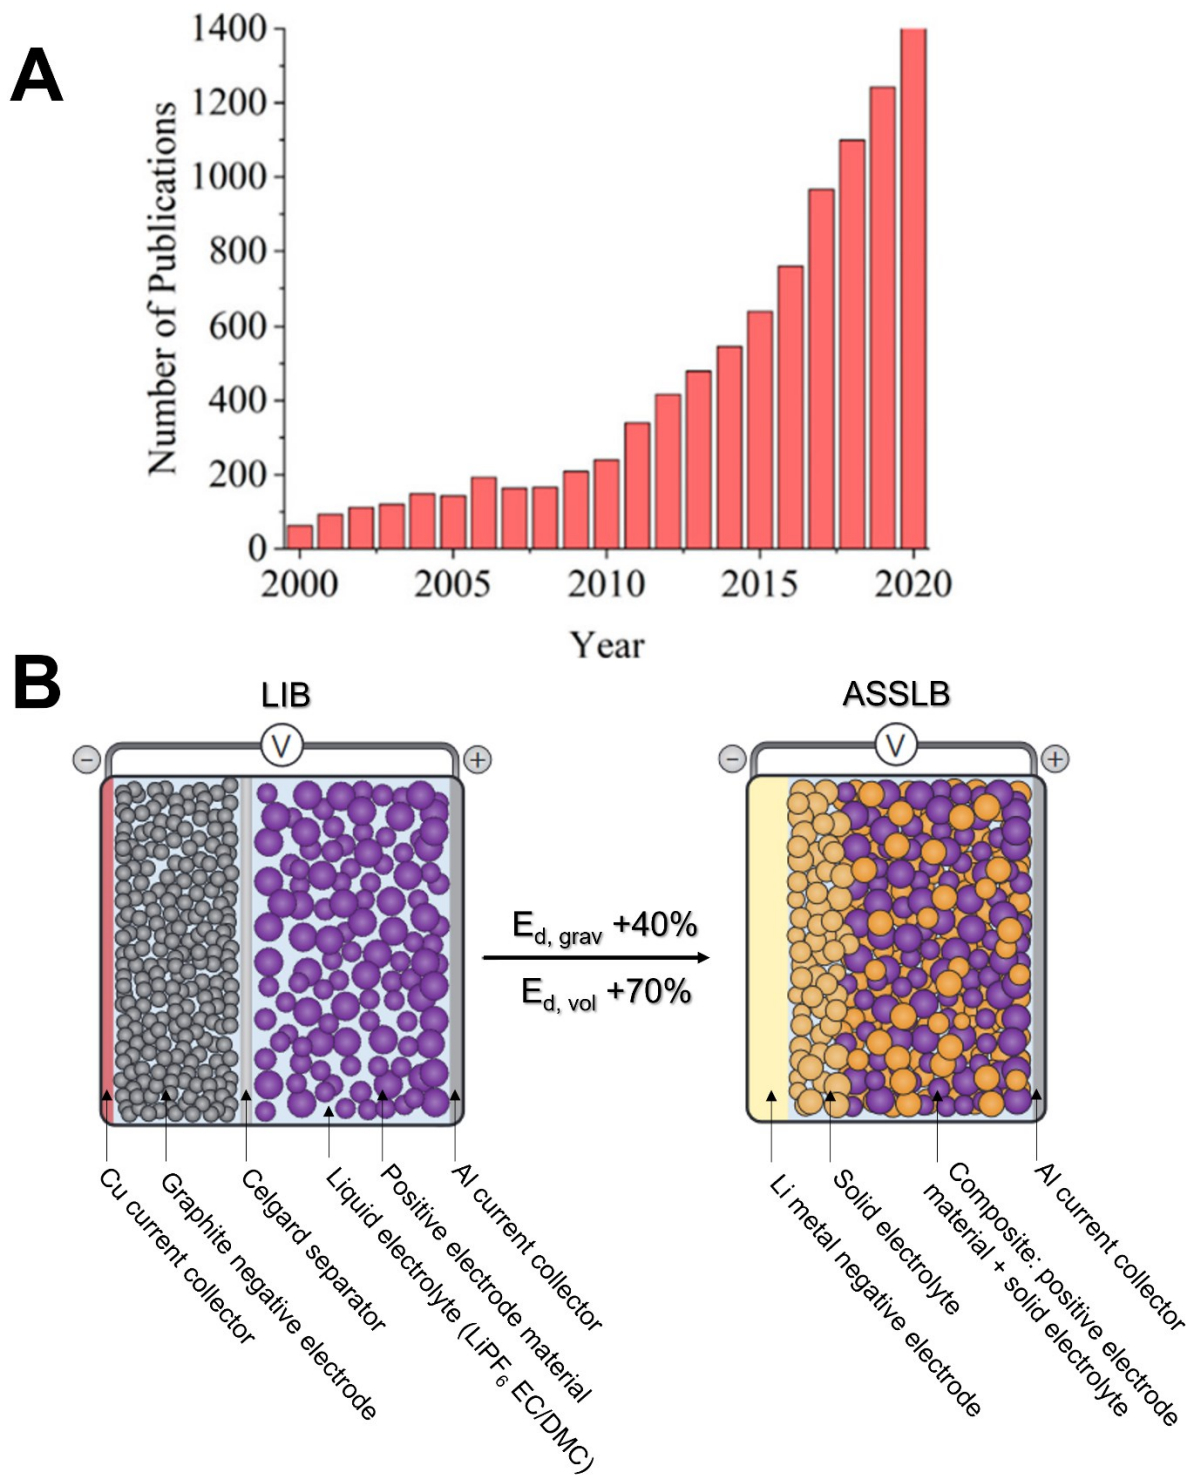 A
1400
1200
1000
800
600
400
200
0
Number of Publications
2000 2005 2010 2015 2020
Year
B
LIB
ASSLB
− V +
− V +
E_d, grav +40%
E_d, vol +70%
Cu current collector
Graphite negative electrode
Celgard separator
Liquid electrolyte (LiPF₆ EC/DMC)
Positive electrode material
Al current collector
Li metal negative electrode
Solid electrolyte
Composite: positive electrode
material + solid electrolyte
Al current collector